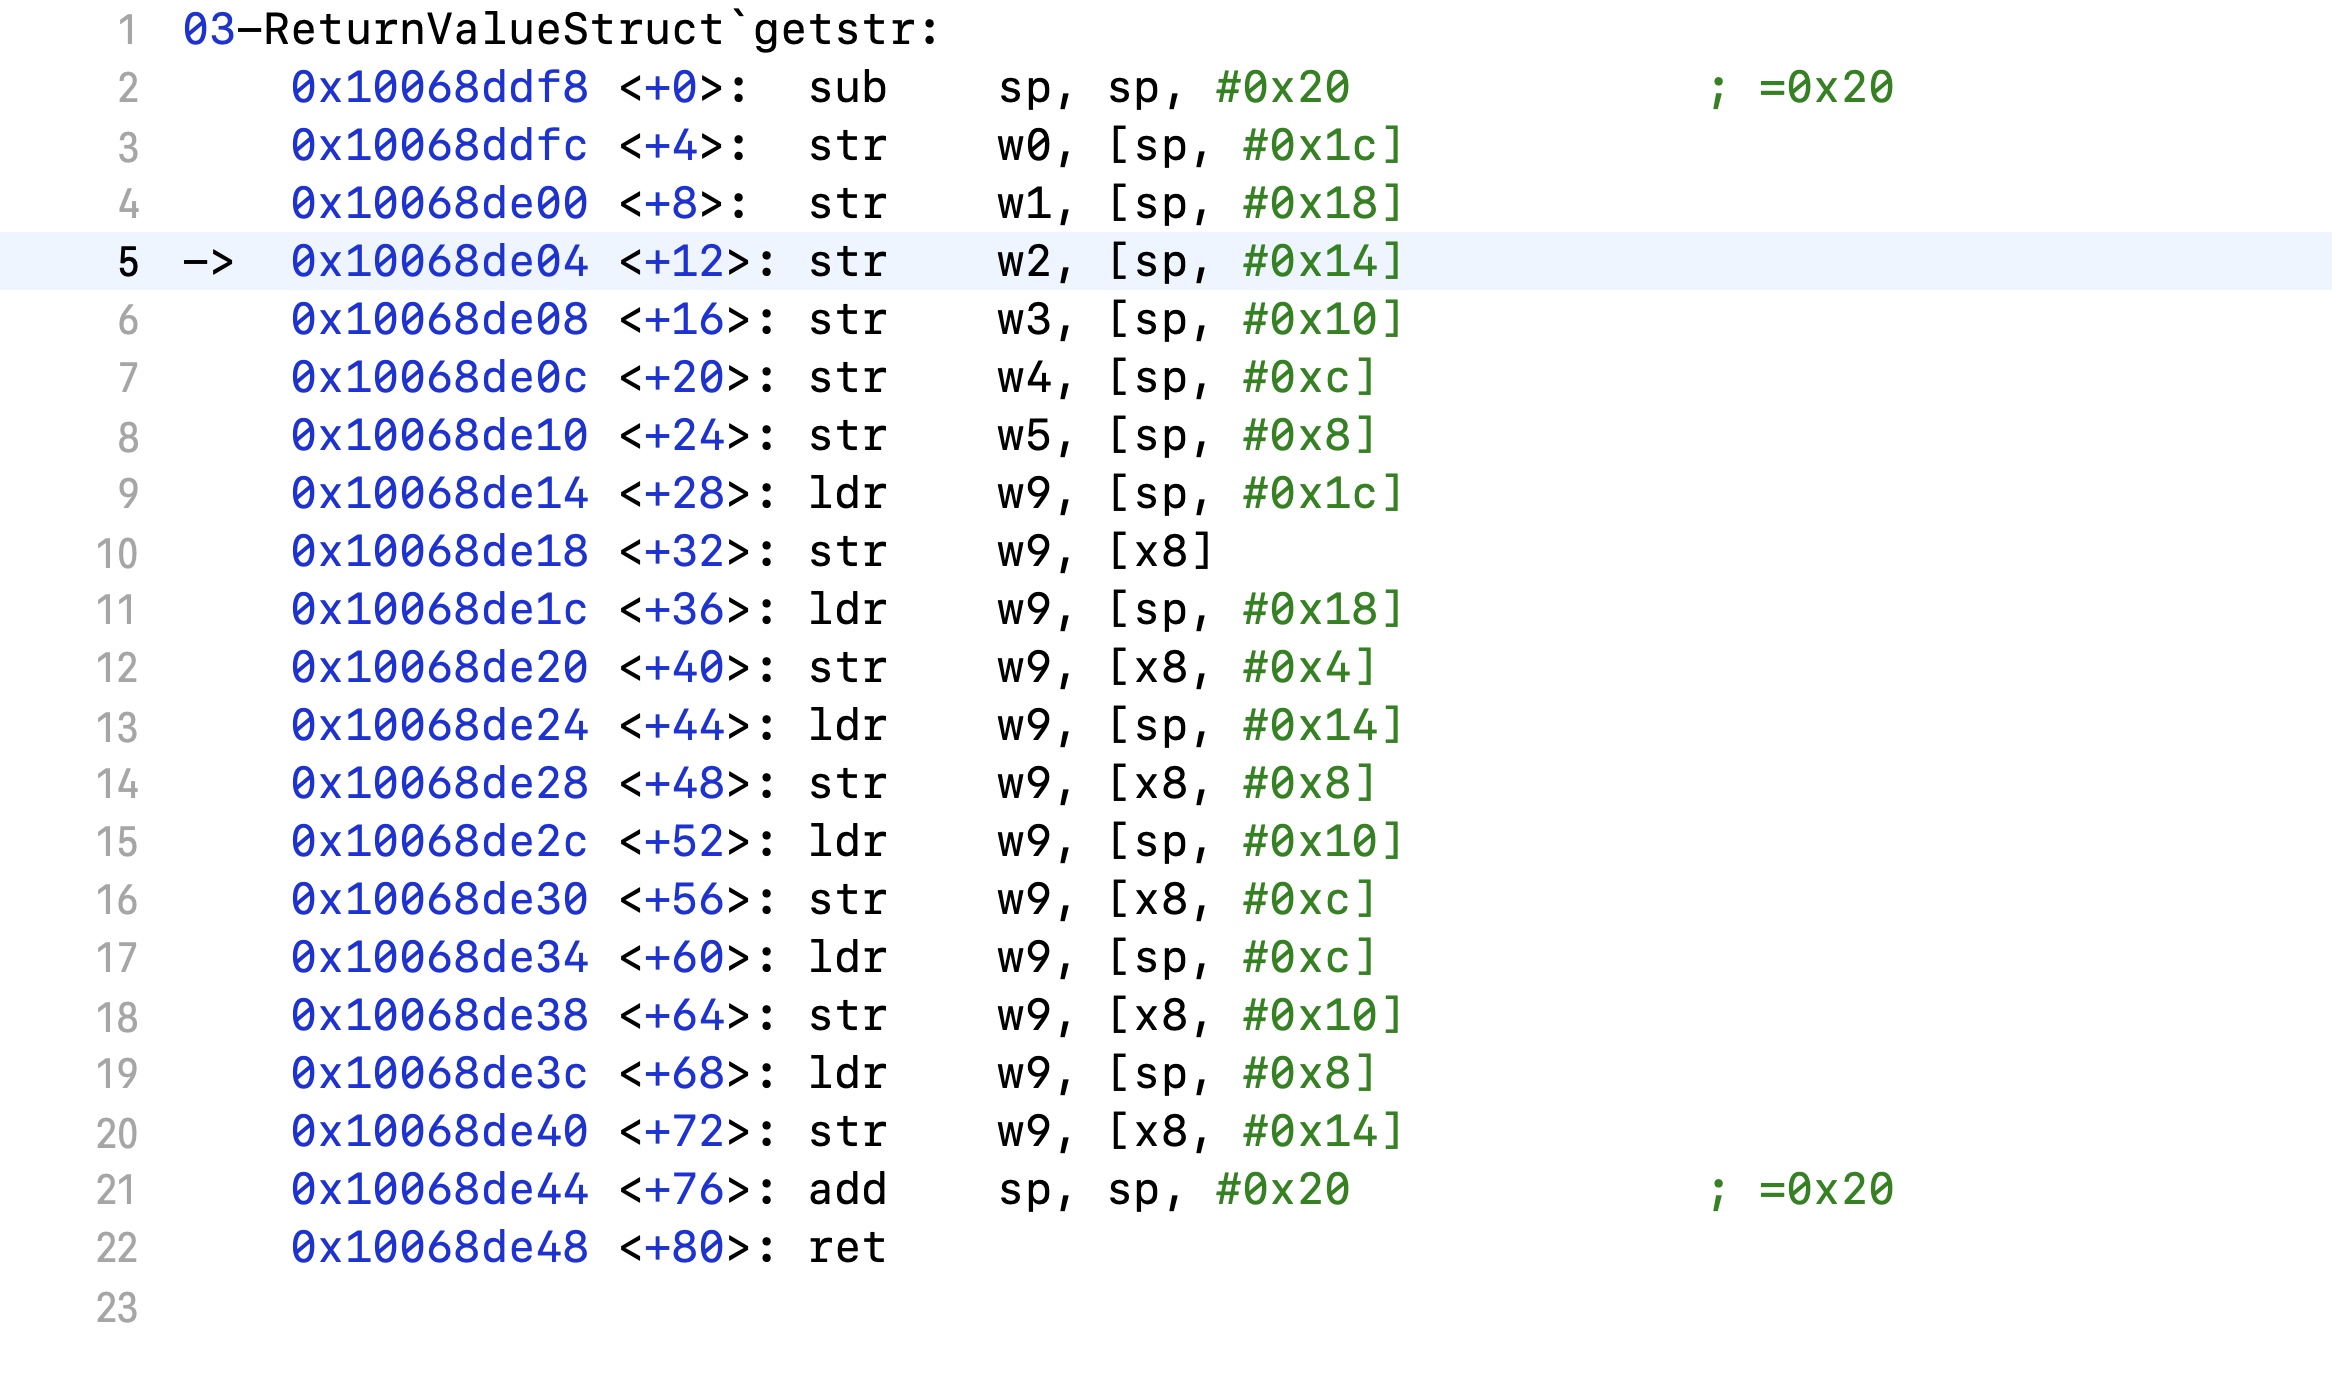 1 03-ReturnValueStruct`getstr:
2 0x10068ddf8 <+0>: sub sp, sp, #0x20 ; =0x20
3 0x10068ddfc <+4>: str w0, [sp, #0x1c]
4 0x10068de00 <+8>: str w1, [sp, #0x18]
5 -> 0x10068de04 <+12>: str w2, [sp, #0x14]
6 0x10068de08 <+16>: str w3, [sp, #0x10]
7 0x10068de0c <+20>: str w4, [sp, #0xc]
8 0x10068de10 <+24>: str w5, [sp, #0x8]
9 0x10068de14 <+28>: ldr w9, [sp, #0x1c]
10 0x10068de18 <+32>: str w9, [x8]
11 0x10068de1c <+36>: ldr w9, [sp, #0x18]
12 0x10068de20 <+40>: str w9, [x8, #0x4]
13 0x10068de24 <+44>: ldr w9, [sp, #0x14]
14 0x10068de28 <+48>: str w9, [x8, #0x8]
15 0x10068de2c <+52>: ldr w9, [sp, #0x10]
16 0x10068de30 <+56>: str w9, [x8, #0xc]
17 0x10068de34 <+60>: ldr w9, [sp, #0xc]
18 0x10068de38 <+64>: str w9, [x8, #0x10]
19 0x10068de3c <+68>: ldr w9, [sp, #0x8]
20 0x10068de40 <+72>: str w9, [x8, #0x14]
21 0x10068de44 <+76>: add sp, sp, #0x20 ; =0x20
22 0x10068de48 <+80>: ret
23